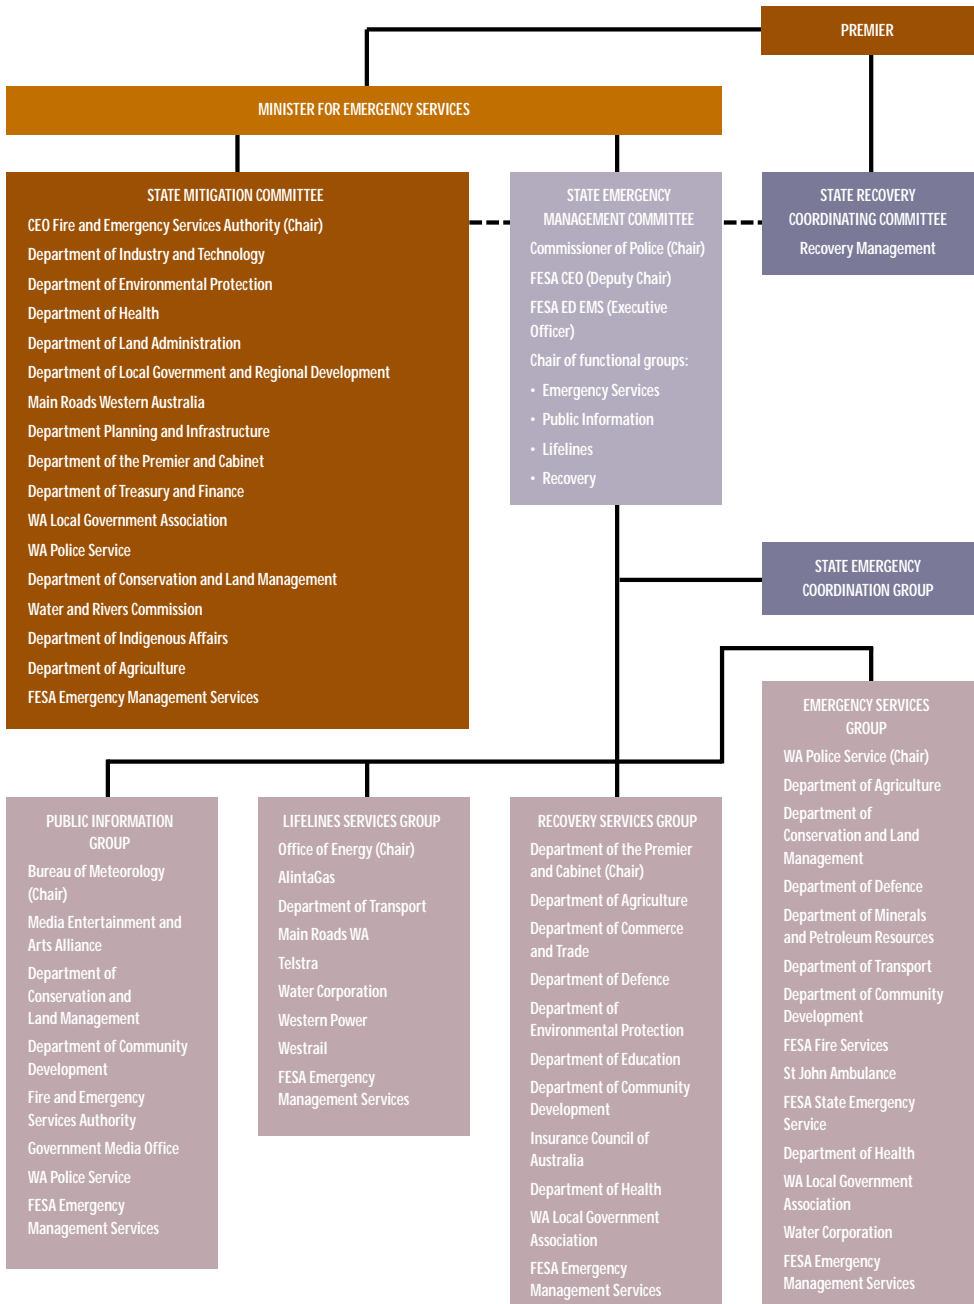 PREMIER
MINISTER FOR EMERGENCY SERVICES
STATE MITIGATION COMMITTEE
CEO Fire and Emergency Services Authority (Chair)
Department of Industry and Technology
Department of Environmental Protection
Department of Health
Department of Land Administration
Department of Local Government and Regional Development
Main Roads Western Australia
Department Planning and Infrastructure
Department of the Premier and Cabinet
Department of Treasury and Finance
WA Local Government Association
WA Police Service
Department of Conservation and Land Management
Water and Rivers Commission
Department of Indigenous Affairs
Department of Agriculture
FESA Emergency Management Services
STATE EMERGENCY
MANAGEMENT COMMITTEE
Commissioner of Police (Chair)
FESA CEO (Deputy Chair)
FESA ED EMS (Executive
Officer)
Chair of functional groups:
• Emergency Services
• Public Information
• Lifelines
• Recovery
STATE RECOVERY
COORDINATING COMMITTEE
Recovery Management
STATE EMERGENCY
COORDINATION GROUP
PUBLIC INFORMATION
GROUP
Bureau of Meteorology
(Chair)
Media Entertainment and
Arts Alliance
Department of
Conservation and
Land Management
Department of Community
Development
Fire and Emergency
Services Authority
Government Media Office
WA Police Service
FESA Emergency
Management Services
LIFELINES SERVICES GROUP
Office of Energy (Chair)
AlintaGas
Department of Transport
Main Roads WA
Telstra
Water Corporation
Western Power
Westrail
FESA Emergency
Management Services
RECOVERY SERVICES GROUP
Department of the Premier
and Cabinet (Chair)
Department of Agriculture
Department of Commerce
and Trade
Department of Defence
Department of
Environmental Protection
Department of Education
Department of Community
Development
Insurance Council of
Australia
Department of Health
WA Local Government
Association
FESA Emergency
Management Services
EMERGENCY SERVICES
GROUP
WA Police Service (Chair)
Department of Agriculture
Department of
Conservation and Land
Management
Department of Defence
Department of Minerals
and Petroleum Resources
Department of Transport
Department of Community
Development
FESA Fire Services
St John Ambulance
FESA State Emergency
Service
Department of Health
WA Local Government
Association
Water Corporation
FESA Emergency
Management Services